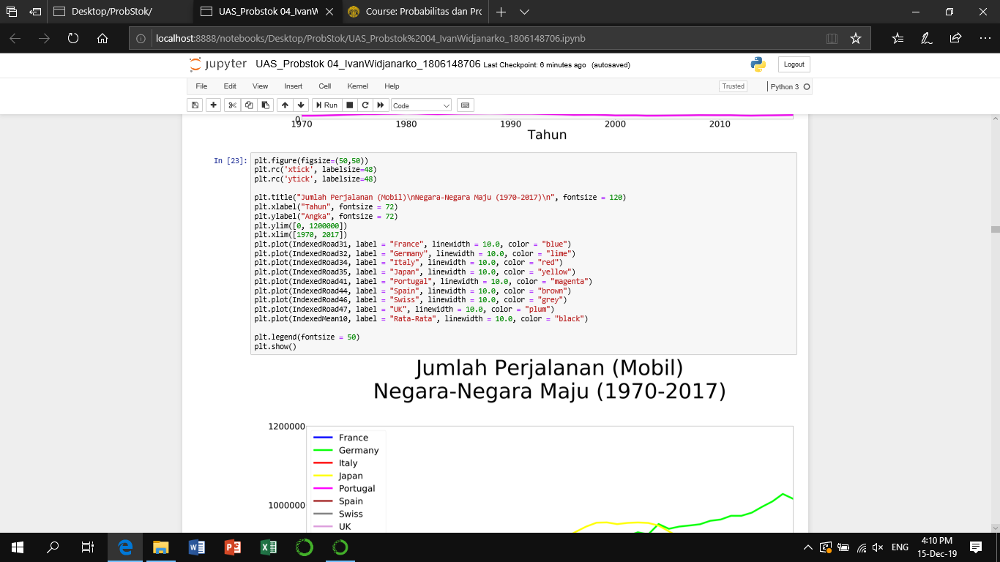 Desktop/ProbStok/
UAS_Probstok 04_IvanW
Course: Probabilitas dan Pro
localhost:8888/notebooks/Desktop/ProbStok/UAS_Probstok%2004_IvanWidjanarko_1806148706.ipynb
jupyter UAS_Probstok 04_IvanWidjanarko_1806148706 Last Checkpoint: 6 minutes ago (autosaved)
Logout
File Edit View Insert Cell Kernel Help
Trusted
Python 3
Run
Code
0
1970 1980 1990 2000 2010
Tahun
In [23]:
plt.figure(figsize=(50,50))
plt.rc('xtick', labelsize=48)
plt.rc('ytick', labelsize=48)
plt.title("Jumlah Perjalanan (Mobil)\nNegara-Negara Maju (1970-2017)\n", fontsize = 120)
plt.xlabel("Tahun", fontsize = 72)
plt.ylabel("Angka", fontsize = 72)
plt.ylim([0, 1200000])
plt.xlim([1970, 2017])
plt.plot(IndexedRoad31, label = "France", linewidth = 10.0, color = "blue")
plt.plot(IndexedRoad32, label = "Germany", linewidth = 10.0, color = "lime")
plt.plot(IndexedRoad34, label = "Italy", linewidth = 10.0, color = "red")
plt.plot(IndexedRoad35, label = "Japan", linewidth = 10.0, color = "yellow")
plt.plot(IndexedRoad41, label = "Portugal", linewidth = 10.0, color = "magenta")
plt.plot(IndexedRoad44, label = "Spain", linewidth = 10.0, color = "brown")
plt.plot(IndexedRoad46, label = "Swiss", linewidth = 10.0, color = "grey")
plt.plot(IndexedRoad47, label = "UK", linewidth = 10.0, color = "plum")
plt.plot(IndexedMean10, label = "Rata-Rata", linewidth = 10.0, color = "black")
plt.legend(fontsize = 50)
plt.show()
Jumlah Perjalanan (Mobil)
Negara-Negara Maju (1970-2017)
1200000
France
Germany
Italy
Japan
Portugal
1000000
Spain
Swiss
UK
ENG
4:10 PM
15-Dec-19